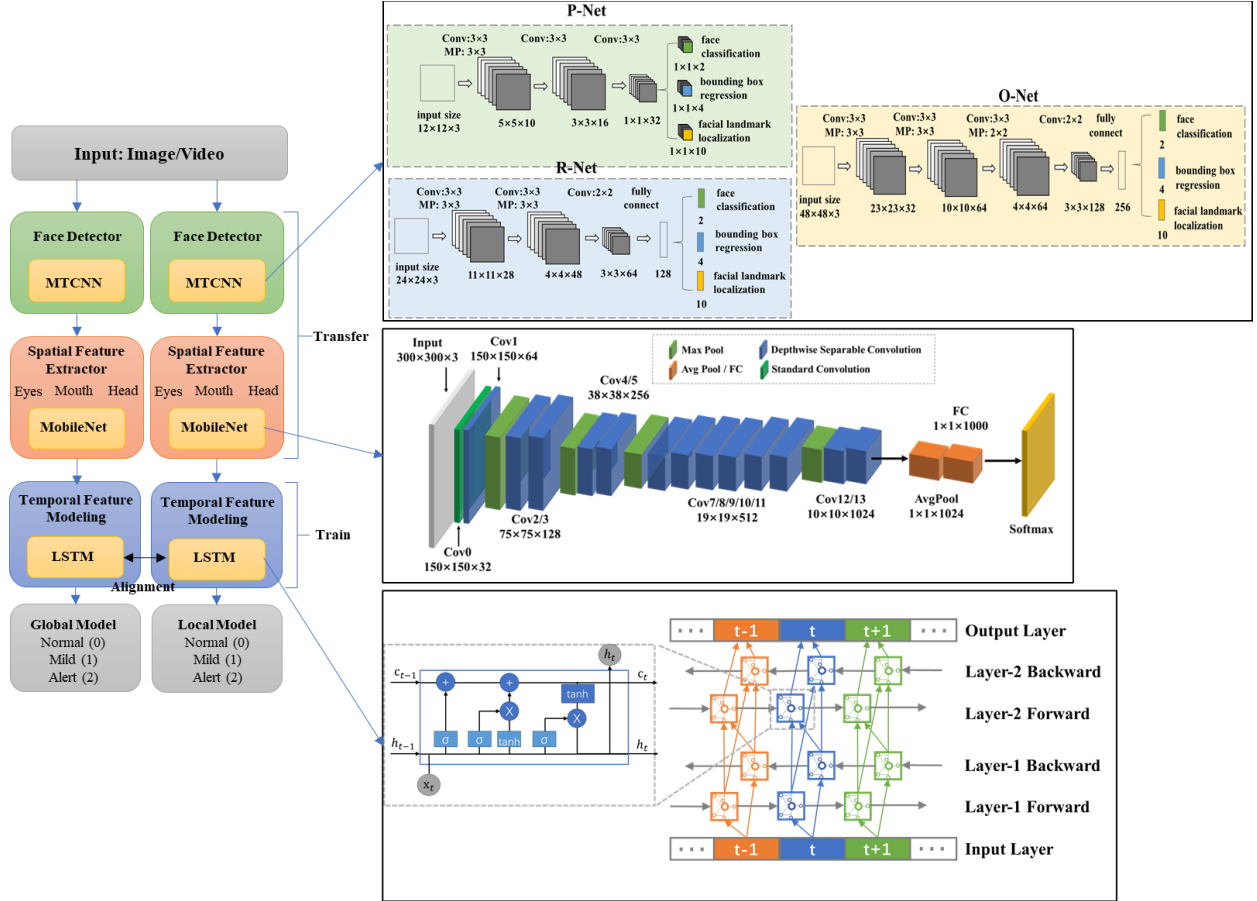 Input: Image/Video
Face Detector
MTCNN
Face Detector
MTCNN
Spatial Feature
Extractor
Eyes Mouth Head
MobileNet
Spatial Feature
Extractor
Eyes Mouth Head
MobileNet
Transfer
Temporal Feature
Modeling
LSTM
Temporal Feature
Modeling
LSTM
Alignment
Train
Global Model
Normal (0)
Mild (1)
Alert (2)
Local Model
Normal (0)
Mild (1)
Alert (2)
P-Net
Conv:3×3
MP: 3×3
Conv:3×3
Conv:3×3
input size
12×12×3
5×5×10
3×3×16
1×1×32
face
classification
1×1×2
bounding box
regression
1×1×4
facial landmark
localization
1×1×10
R-Net
Conv:3×3
MP: 3×3
Conv:3×3
MP: 3×3
Conv:2×2
fully
connect
input size
24×24×3
11×11×28
4×4×48
3×3×64
128
face
classification
2
bounding box
regression
4
facial landmark
localization
10
O-Net
Conv:3×3
MP: 3×3
Conv:3×3
MP: 3×3
Conv:3×3
MP: 2×2
Conv:2×2
fully
connect
input size
48×48×3
23×23×32
10×10×64
4×4×64
3×3×128
256
face
classification
2
bounding box
regression
4
facial landmark
localization
10
Input
300×300×3
Cov1
150×150×64
Cov4/5
38×38×256
Max Pool
Depthwise Separable Convolution
Avg Pool / FC
Standard Convolution
FC
1×1×1000
Cov0
150×150×32
Cov2/3
75×75×128
Cov7/8/9/10/11
19×19×512
Cov12/13
10×10×1024
AvgPool
1×1×1024
Softmax
h_t
c_{t-1}
c_t
+
+
tanh
X
X
σ
σ
tanh
σ
h_{t-1}
h_t
x_t
··· t-1 t t+1 ···
Output Layer
Layer-2 Backward
Layer-2 Forward
Layer-1 Backward
Layer-1 Forward
··· t-1 t t+1 ···
Input Layer